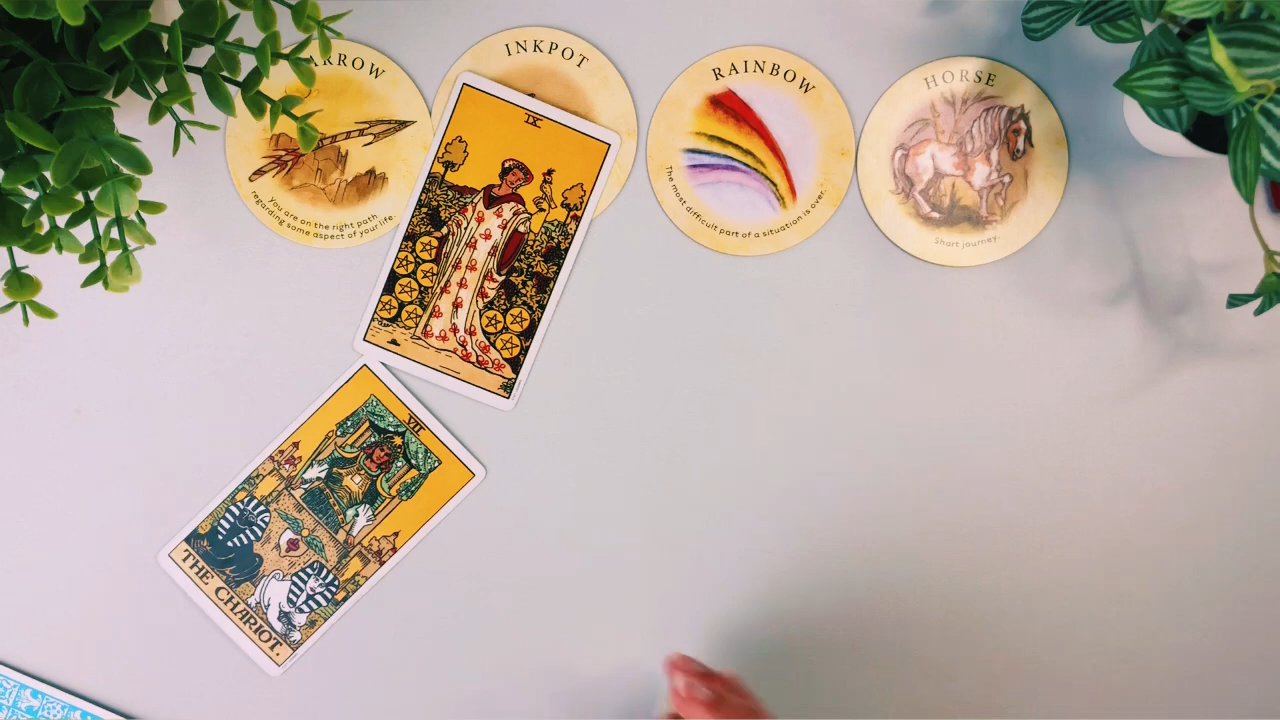 ARROW
You are on the right path
regarding some aspect of your life.
INKPOT
RAINBOW
The most difficult part of a situation is over.
HORSE
Short journey.
IX
VII
THE CHARIOT.